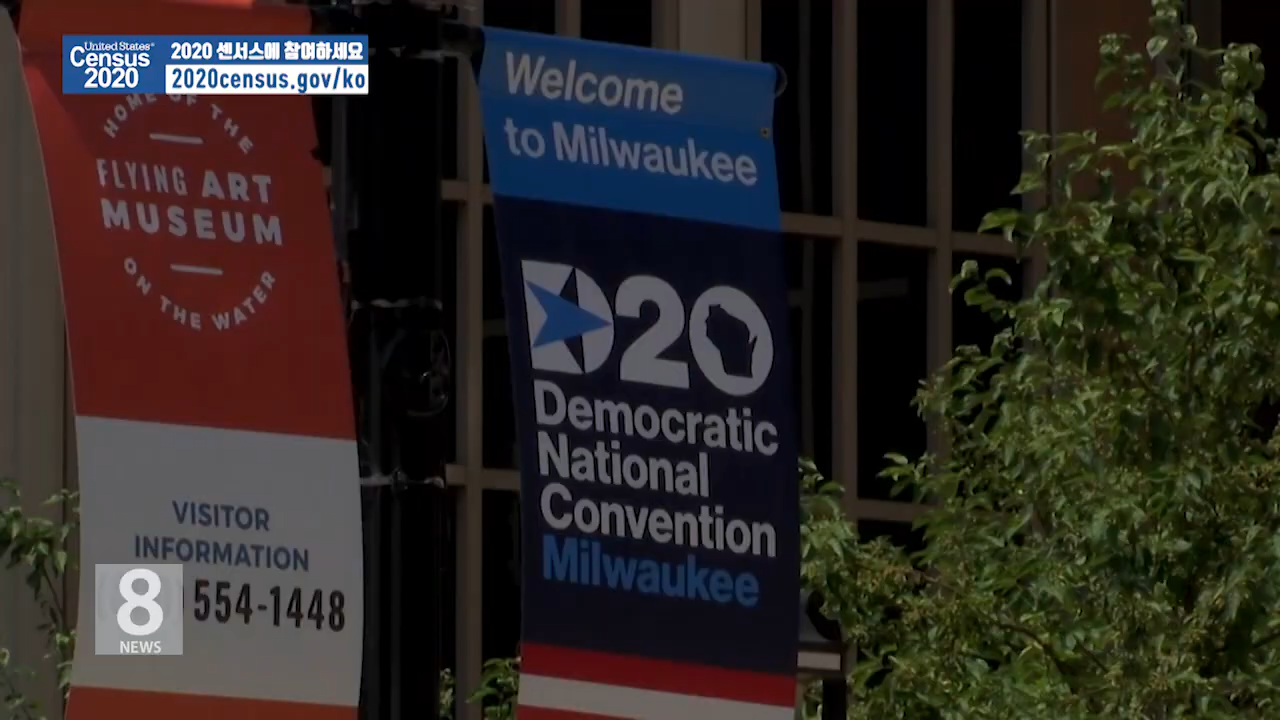 United States®
Census
2020
2020 센서스에 참여하세요
2020census.gov/ko
HOME OF THE
FLYING ART
MUSEUM
ON THE WATER
VISITOR
INFORMATION
554-1448
8
NEWS
Welcome
to Milwaukee
D20
Democratic
National
Convention
Milwaukee